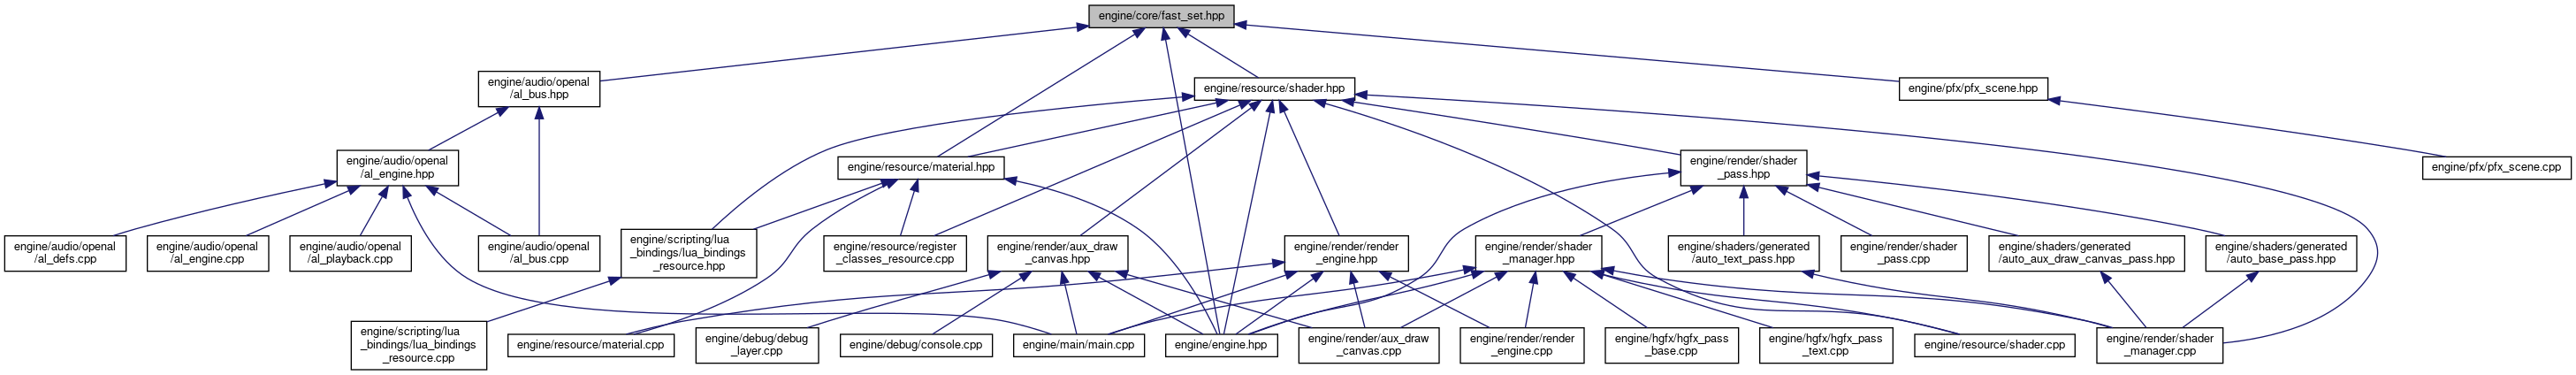 engine/core/fast_set.hpp
engine/audio/openal
/al_bus.hpp
engine/resource/shader.hpp
engine/pfx/pfx_scene.hpp
engine/audio/openal
/al_engine.hpp
engine/resource/material.hpp
engine/render/shader
_pass.hpp
engine/pfx/pfx_scene.cpp
engine/audio/openal
/al_defs.cpp
engine/audio/openal
/al_engine.cpp
engine/audio/openal
/al_playback.cpp
engine/audio/openal
/al_bus.cpp
engine/scripting/lua
_bindings/lua_bindings
_resource.hpp
engine/resource/register
_classes_resource.cpp
engine/render/aux_draw
_canvas.hpp
engine/render/render
_engine.hpp
engine/render/shader
_manager.hpp
engine/shaders/generated
/auto_text_pass.hpp
engine/render/shader
_pass.cpp
engine/shaders/generated
/auto_aux_draw_canvas_pass.hpp
engine/shaders/generated
/auto_base_pass.hpp
engine/scripting/lua
_bindings/lua_bindings
_resource.cpp
engine/resource/material.cpp
engine/debug/debug
_layer.cpp
engine/debug/console.cpp
engine/main/main.cpp
engine/engine.hpp
engine/render/aux_draw
_canvas.cpp
engine/render/render
_engine.cpp
engine/hgfx/hgfx_pass
_base.cpp
engine/hgfx/hgfx_pass
_text.cpp
engine/resource/shader.cpp
engine/render/shader
_manager.cpp